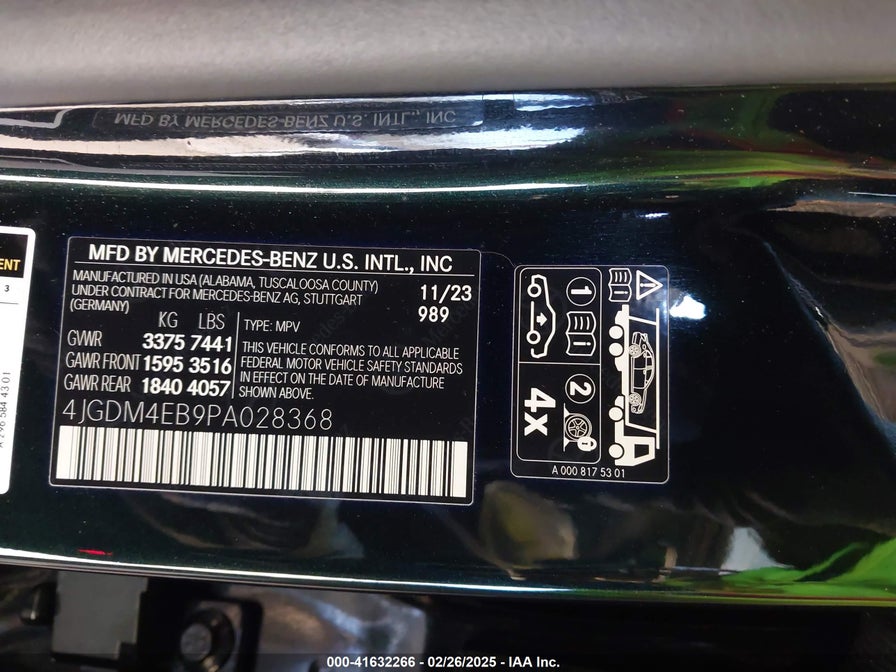 MFD BY MERCEDES-BENZ U.S. INTL., INC
MFD BY MERCEDES-BENZ U.S. INTL., INC
MANUFACTURED IN USA (ALABAMA, TUSCALOOSA COUNTY)
UNDER CONTRACT FOR MERCEDES-BENZ AG, STUTTGART
(GERMANY)
11/23
989
KG LBS
GVWR 3375 7441
GAWR FRONT 1595 3516
GAWR REAR 1840 4057
TYPE: MPV
THIS VEHICLE CONFORMS TO ALL APPLICABLE
FEDERAL MOTOR VEHICLE SAFETY STANDARDS
IN EFFECT ON THE DATE OF MANUFACTURE
SHOWN ABOVE.
4JGDM4EB9PA028368
1
2
4x
A 000 817 53 01
ENT
3
584 43 01
000-41632266 - 02/26/2025 - IAA Inc.